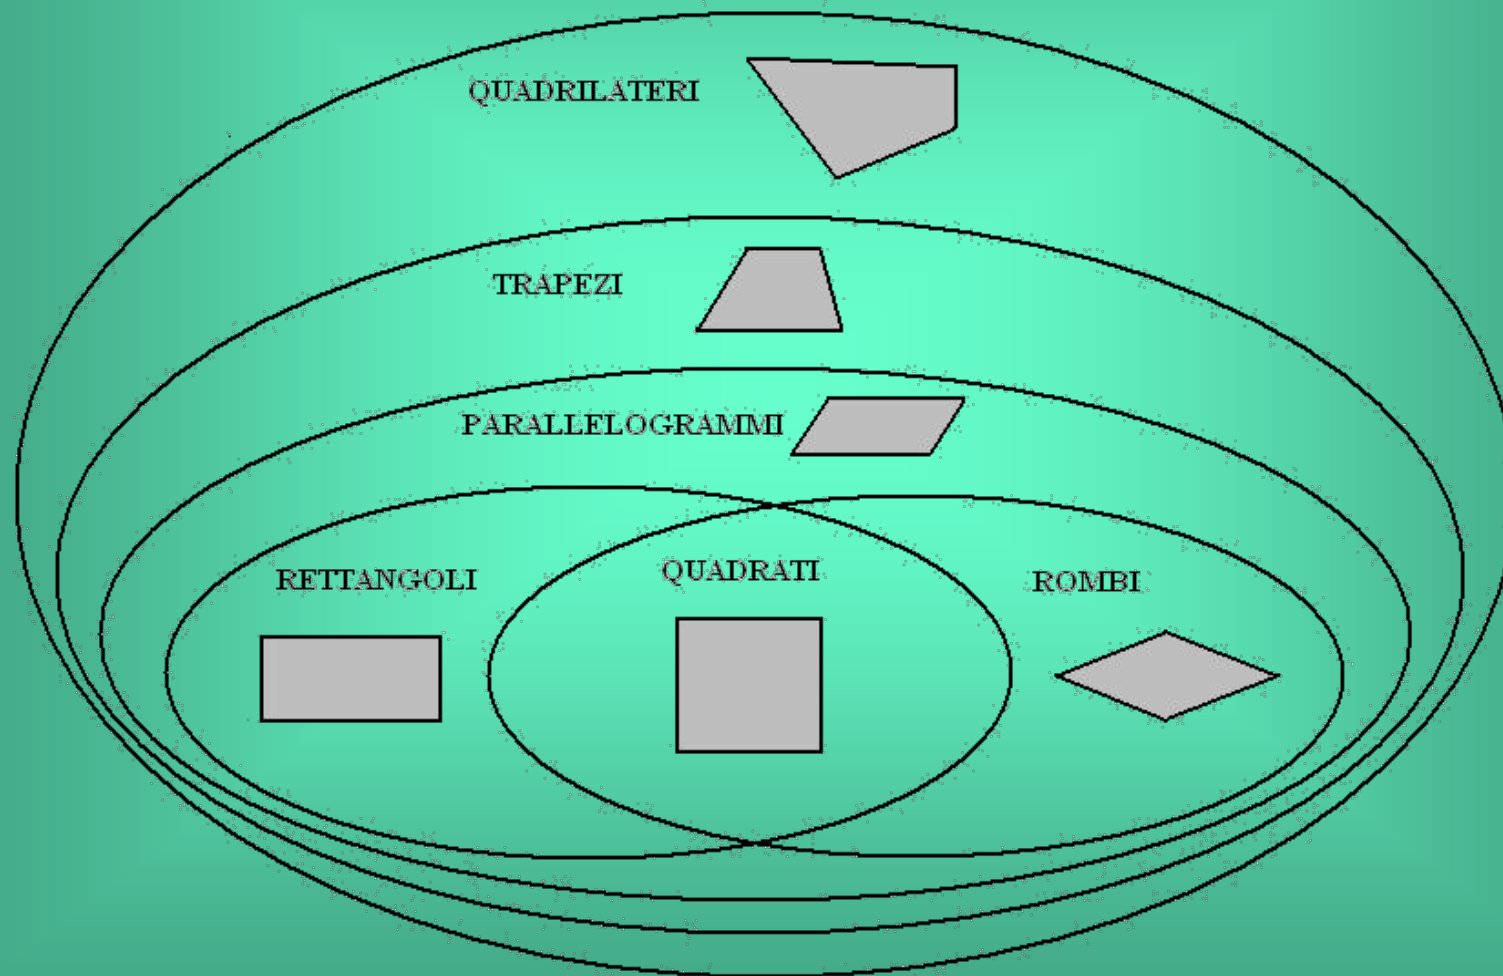 QUADRILATERI
TRAPEZI
PARALLELOGRAMMI
RETTANGOLI
QUADRATI
ROMBI